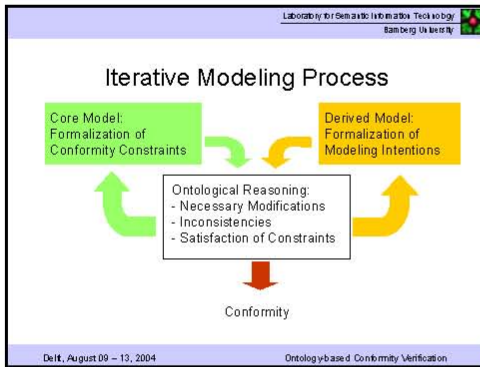 Laboratory for Semantic Information Technology
Bamberg University
Iterative Modeling Process
Core Model:
Formalization of
Conformity Constraints
Derived Model:
Formalization of
Modeling Intentions
Ontological Reasoning:
- Necessary Modifications
- Inconsistencies
- Satisfaction of Constraints
Conformity
Delft, August 09 – 13, 2004
Ontology-based Conformity Verification